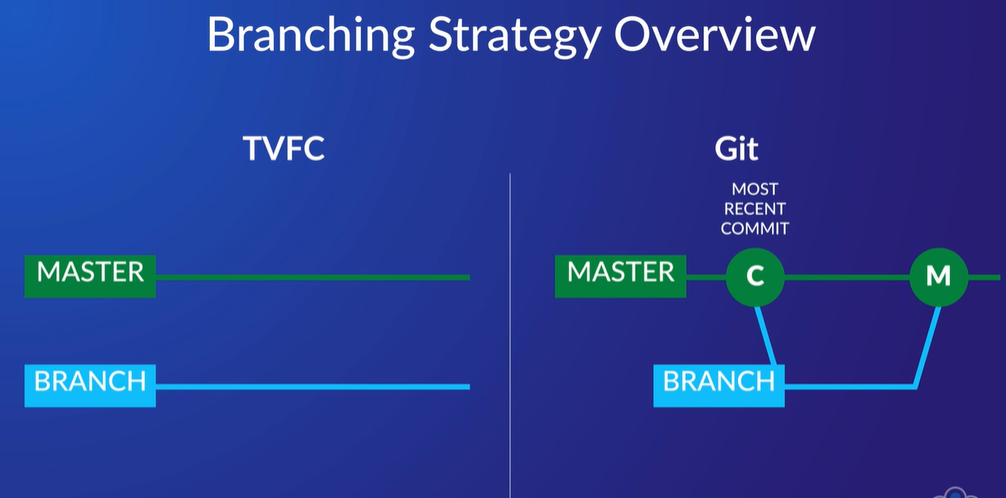 Branching Strategy Overview
TVFC
MASTER
BRANCH
Git
MOST
RECENT
COMMIT
MASTER
C
M
BRANCH